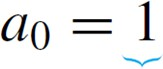 a₀ = 1